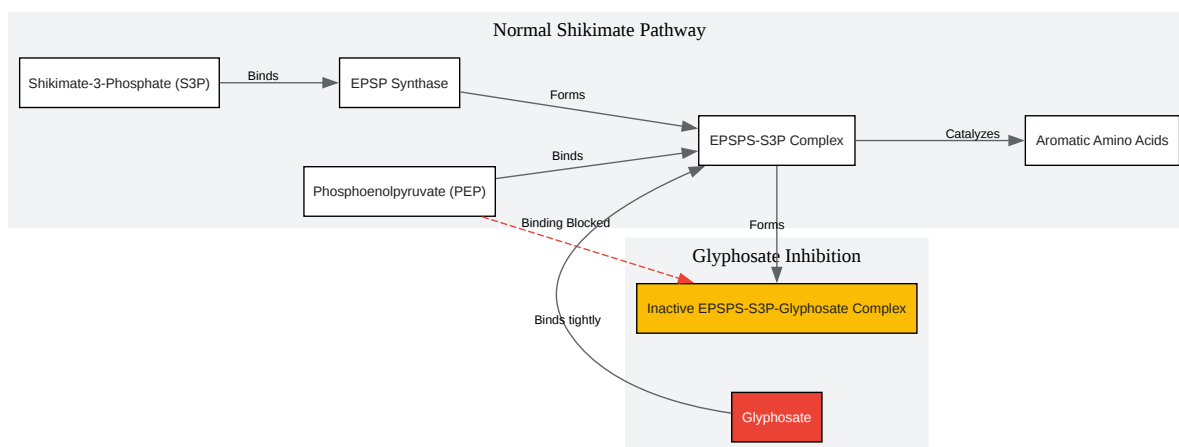 Normal Shikimate Pathway
Shikimate-3-Phosphate (S3P)
Binds
EPSP Synthase
Forms
EPSPS-S3P Complex
Catalyzes
Aromatic Amino Acids
Phosphoenolpyruvate (PEP)
Binds
Binding Blocked
Forms
Glyphosate Inhibition
Inactive EPSPS-S3P-Glyphosate Complex
Binds tightly
Glyphosate